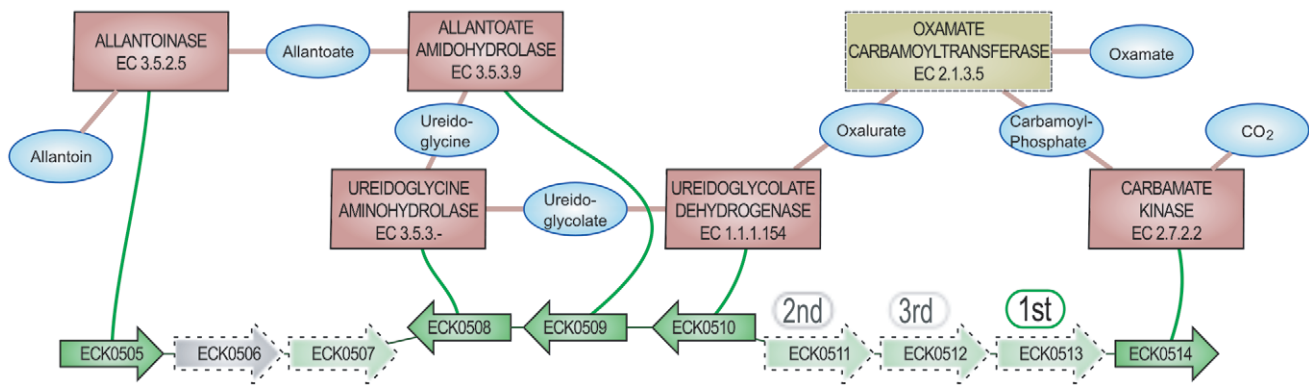 ALLANTOINASE
EC 3.5.2.5
Allantoate
ALLANTOATE
AMIDOHYDROLASE
EC 3.5.3.9
OXAMATE
CARBAMOYLTRANSFERASE
EC 2.1.3.5
Oxamate
Allantoin
Ureido-
glycine
Oxalurate
Carbamoyl-
Phosphate
CO2
UREIDOGLYCINE
AMINOHYDROLASE
EC 3.5.3.-
Ureido-
glycolate
UREIDOGLYCOLATE
DEHYDROGENASE
EC 1.1.1.154
CARBAMATE
KINASE
EC 2.7.2.2
2nd
3rd
1st
ECK0505
ECK0506
ECK0507
ECK0508
ECK0509
ECK0510
ECK0511
ECK0512
ECK0513
ECK0514